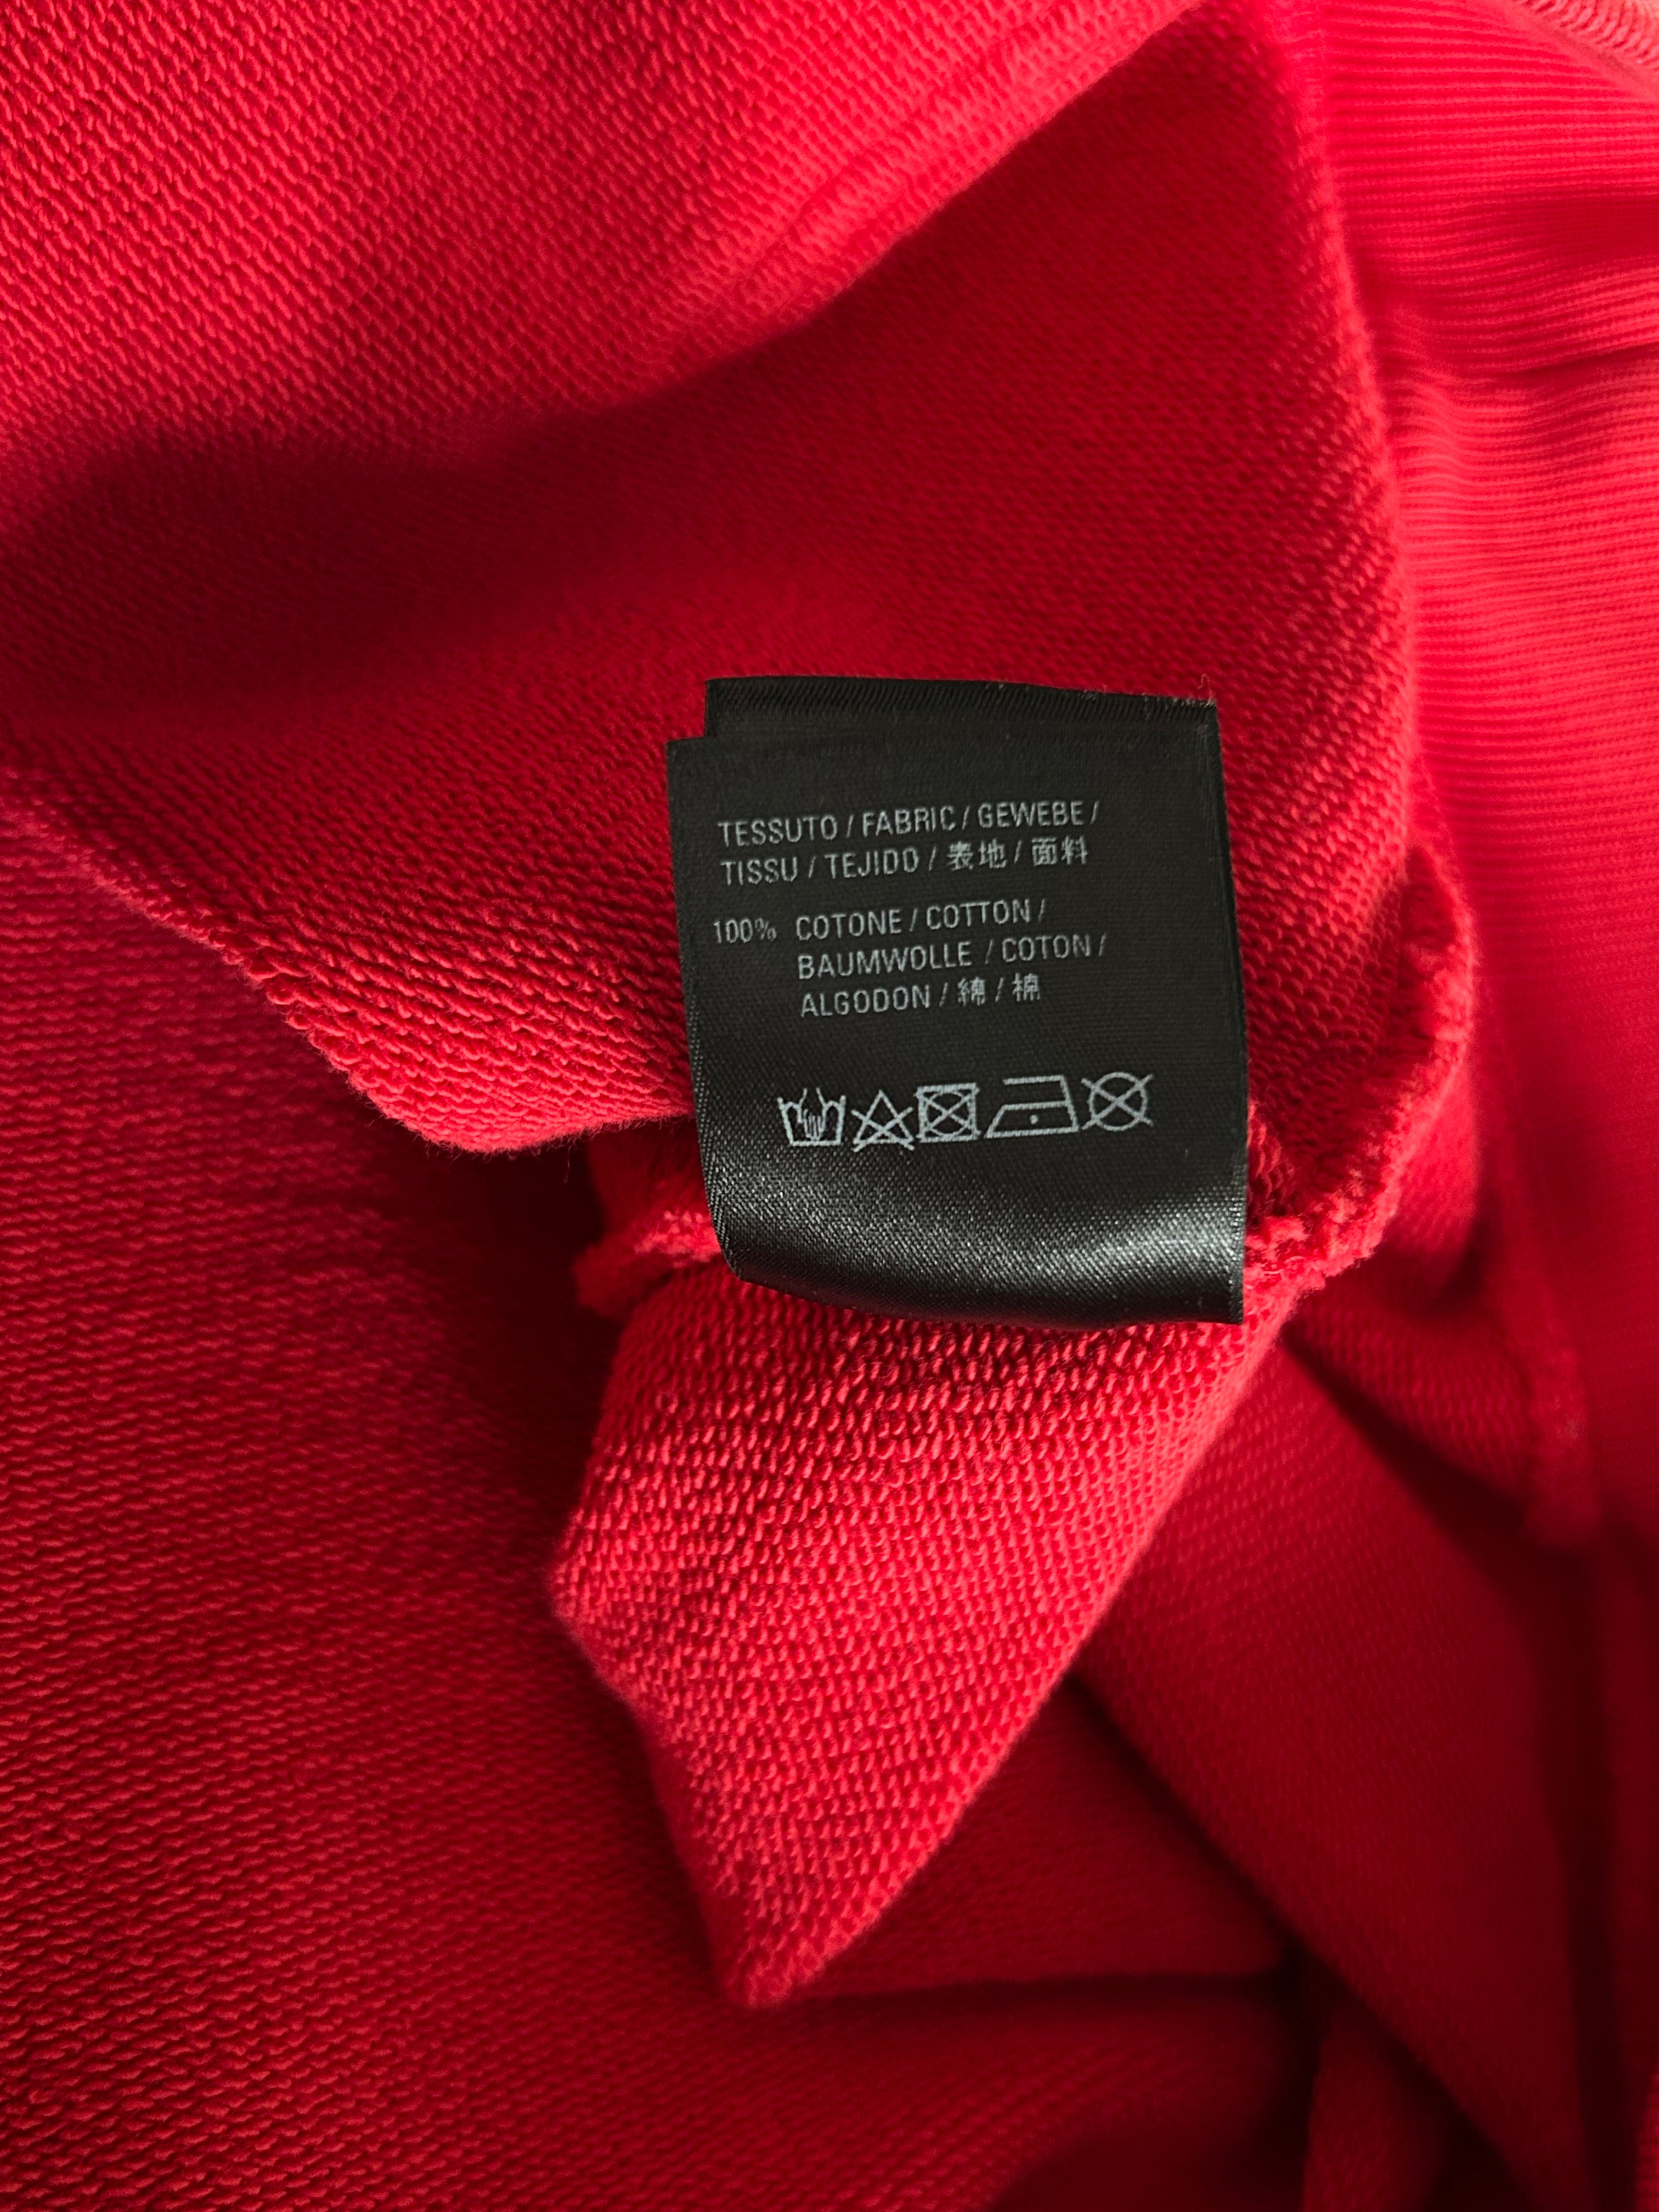 TESSUTO / FABRIC / GEWEBE /
TISSU / TEJIDO / 表地 / 面料
100% COTONE / COTTON /
BAUMWOLLE / COTON /
ALGODON / 綿 / 棉